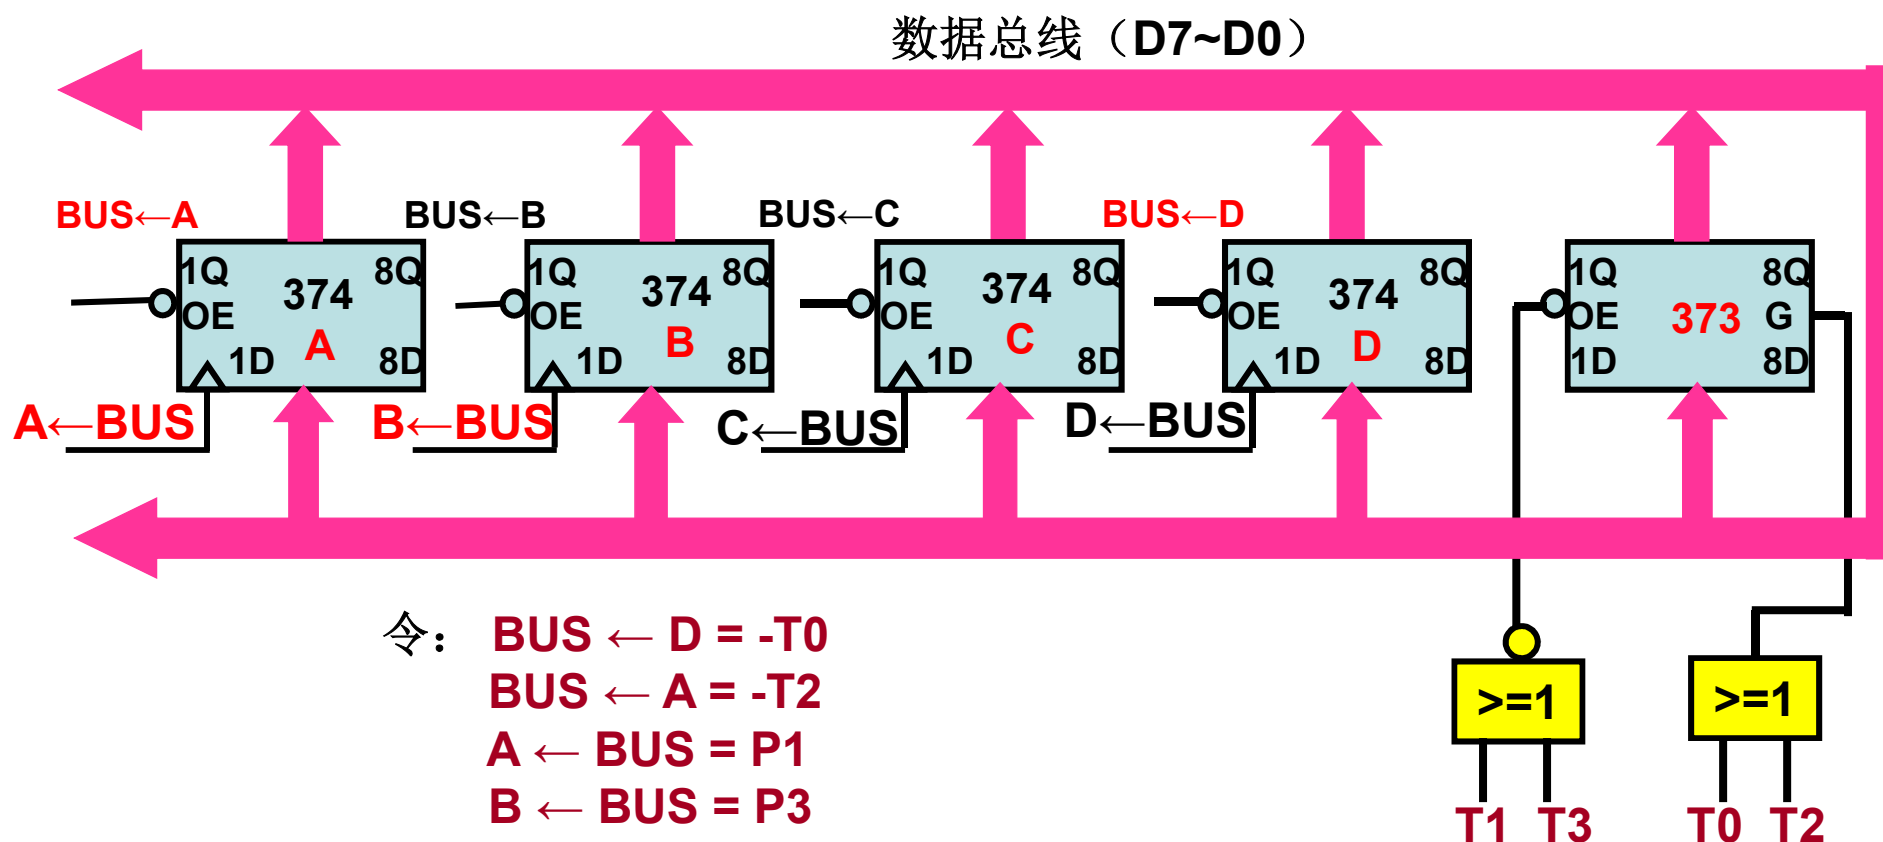 数据总线（D7~D0）
BUS←A
BUS←B
BUS←C
BUS←D
1Q 8Q
374
OE
A
1D 8D
1Q 8Q
374
OE
B
1D 8D
1Q 8Q
374
OE
C
1D 8D
1Q 8Q
374
OE
D
1D 8D
1Q 8Q
OE 373 G
1D 8D
A←BUS
B←BUS
C←BUS
D←BUS
令： BUS ← D = -T0
BUS ← A = -T2
A ← BUS = P1
B ← BUS = P3
>=1
>=1
T1 T3
T0 T2